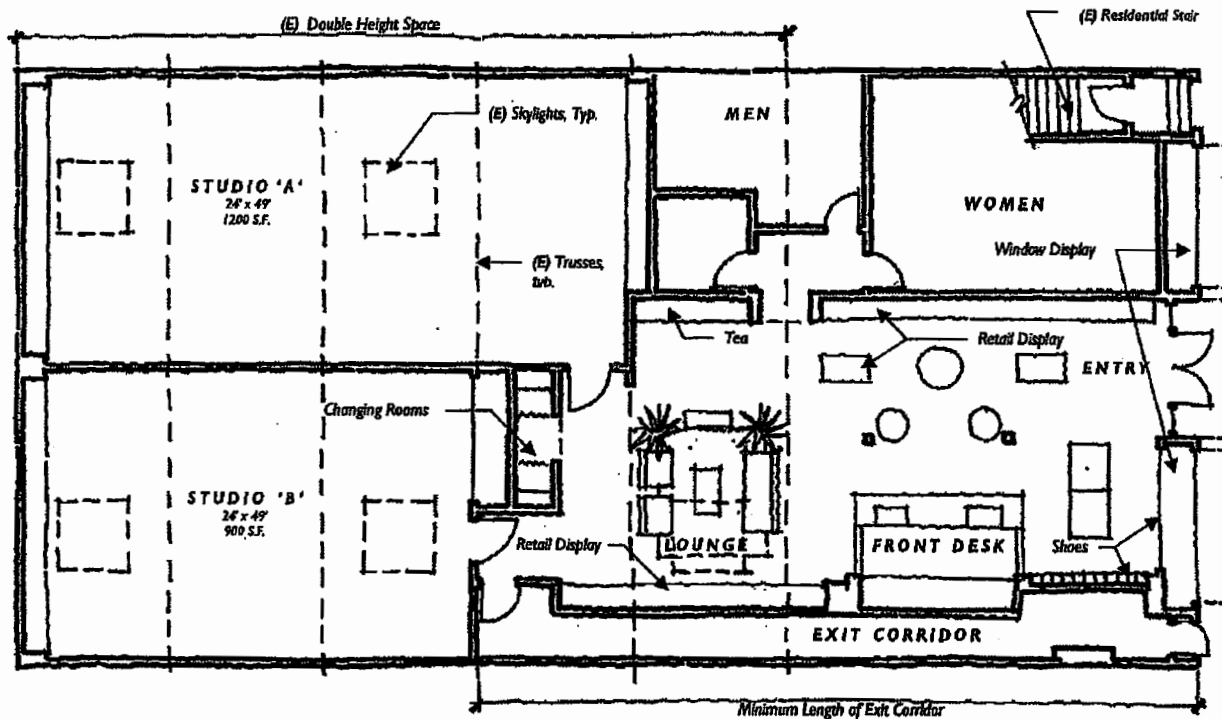 (E) Double Height Space
(E) Residential Stair
(E) Skylights, Typ.
MEN
STUDIO 'A'
24' x 49'
1200 S.F.
WOMEN
Window Display
(E) Trusses,
Tea
Retail Display
ENTRY
Changing Rooms
STUDIO 'B'
24' x 49'
900 S.F.
Retail Display
LOUNGE
FRONT DESK
Shoes
EXIT CORRIDOR
Minimum Length of Exit Corridor